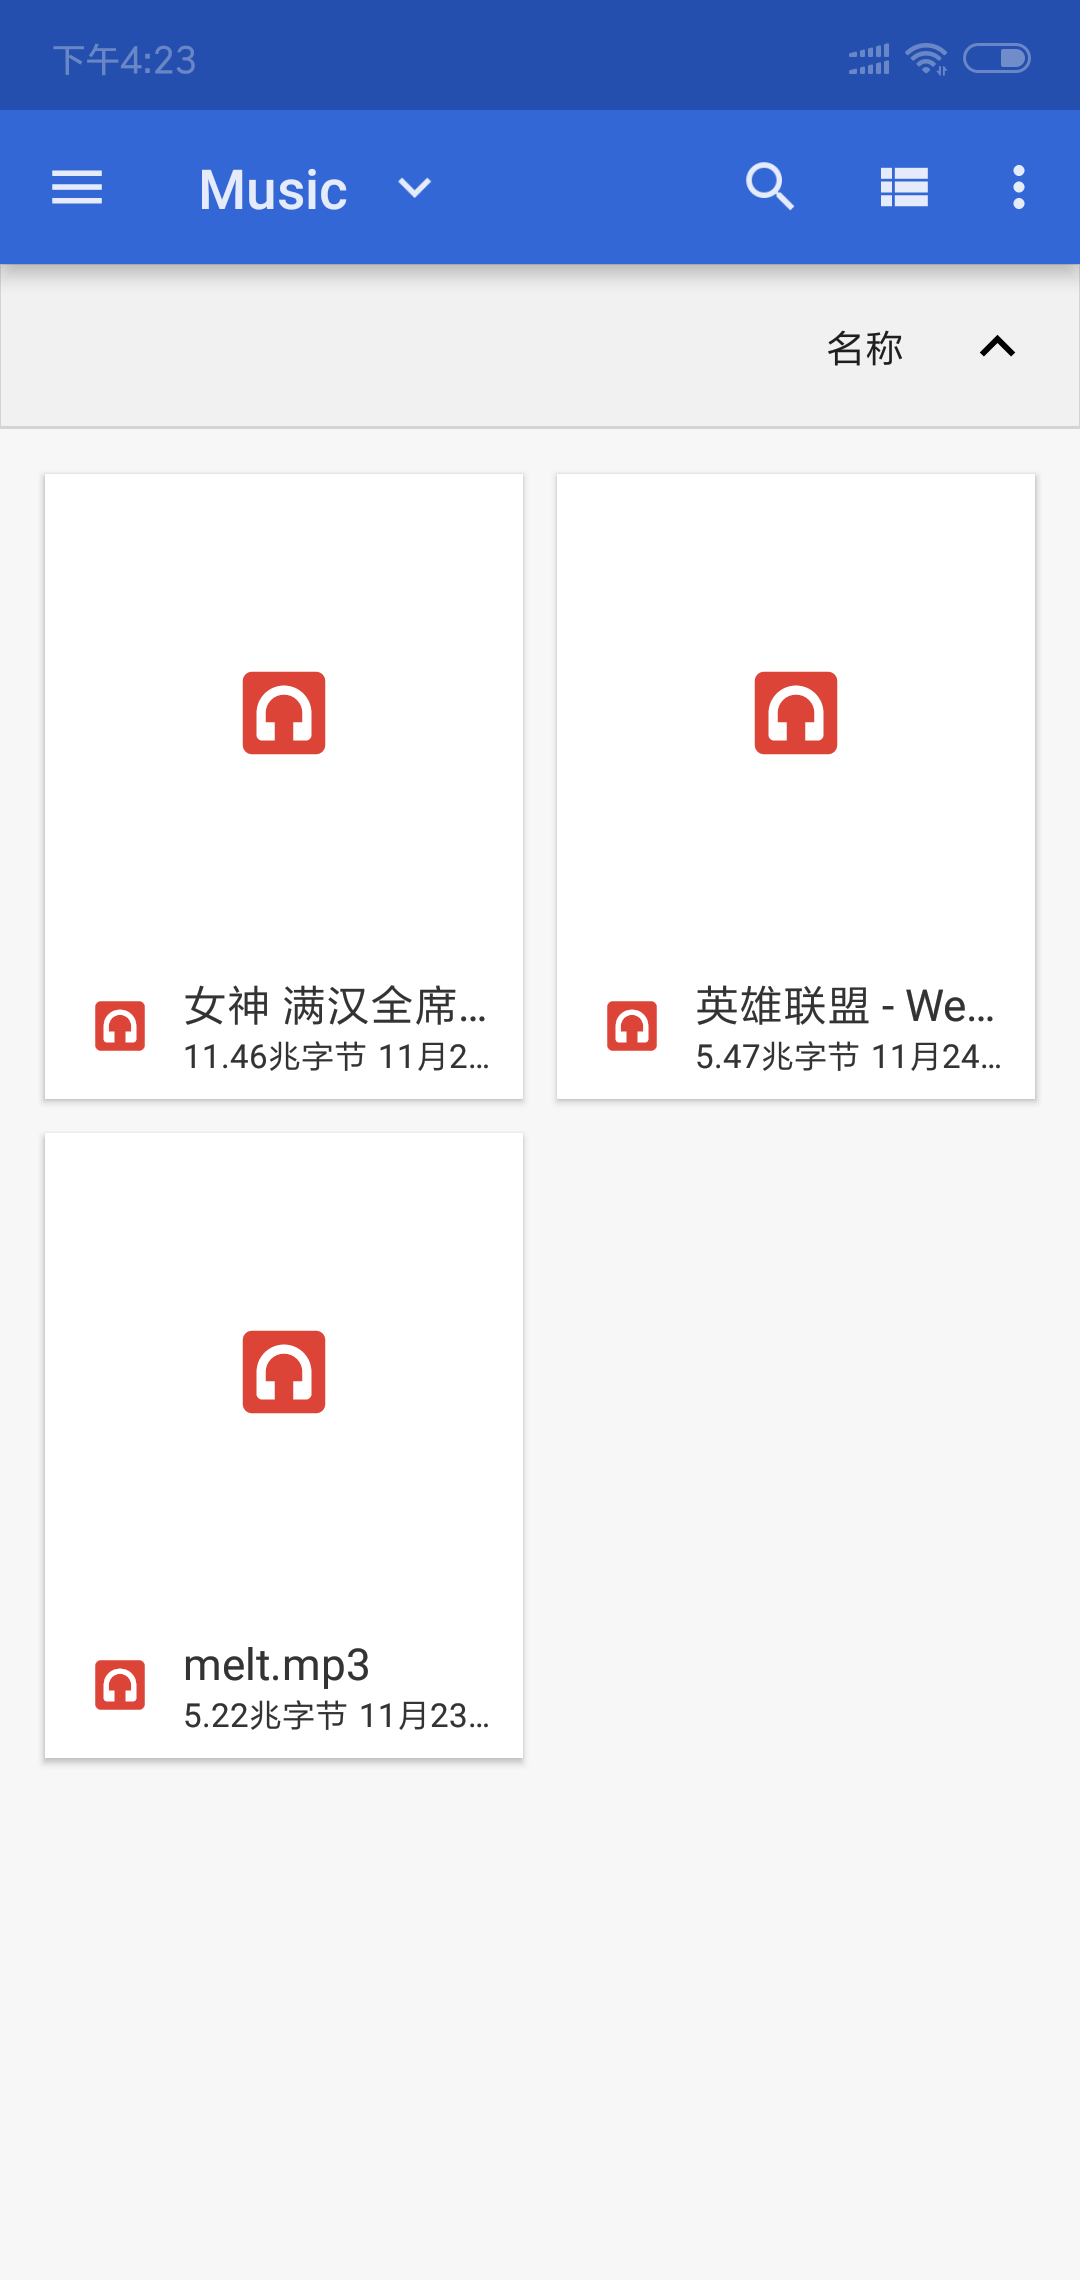 下午4:23
Music
名称
女神 满汉全席...
11.46兆字节 11月2...
英雄联盟 - We...
5.47兆字节 11月24...
melt.mp3
5.22兆字节 11月23...